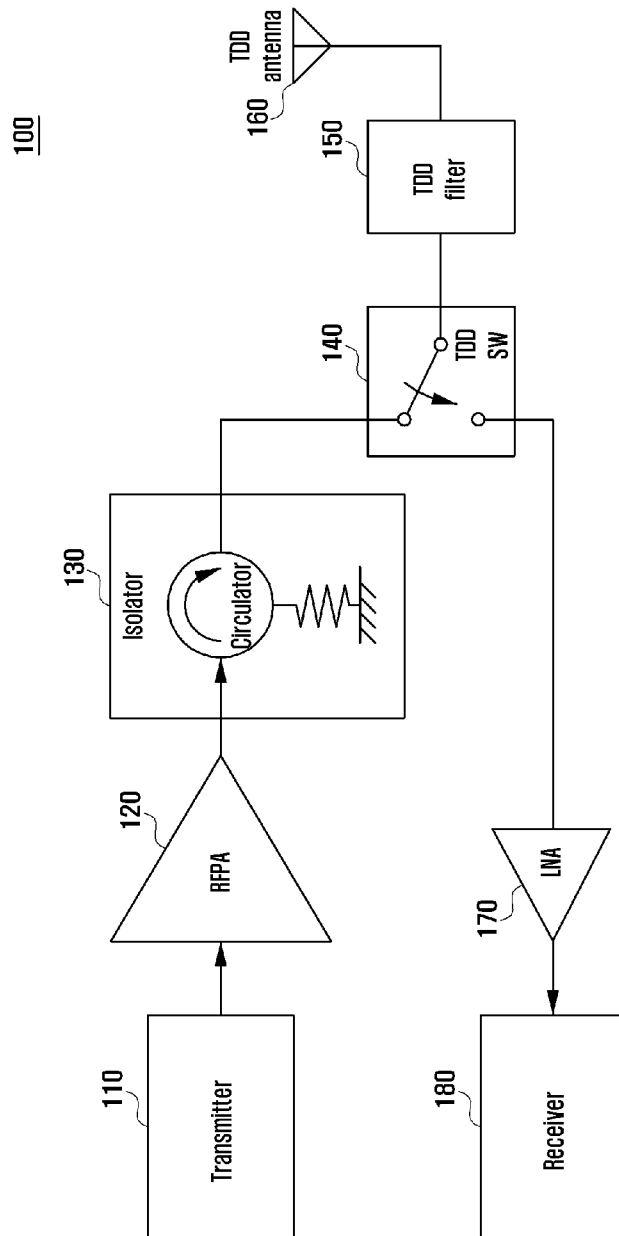 100
110
Transmitter
120
RFPA
130
Isolator
Circulator
140
TDD
SW
150
TDD
filter
160
TDD
antenna
170
LNA
180
Receiver